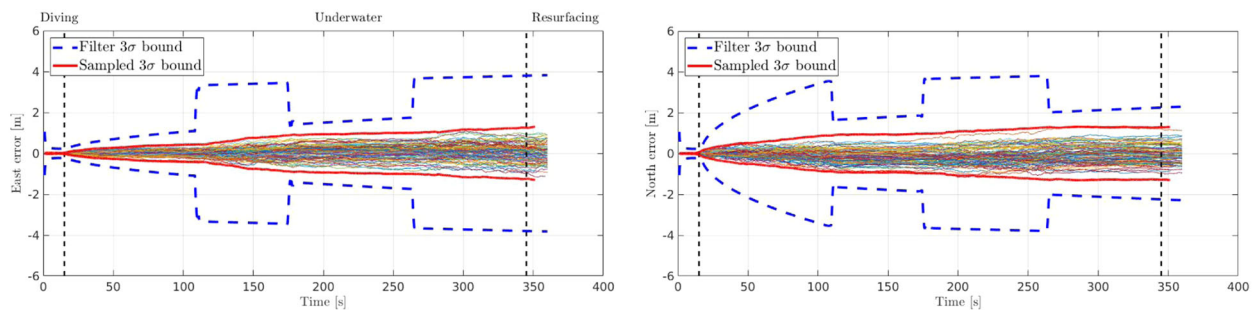 Diving Underwater Resurfacing
6
4
2
0
-2
-4
-6
East error [m]
Filter 3σ bound
Sampled 3σ bound
0 50 100 150 200 250 300 350 400
Time [s]
6
4
2
0
-2
-4
-6
North error [m]
Filter 3σ bound
Sampled 3σ bound
0 50 100 150 200 250 300 350 400
Time [s]